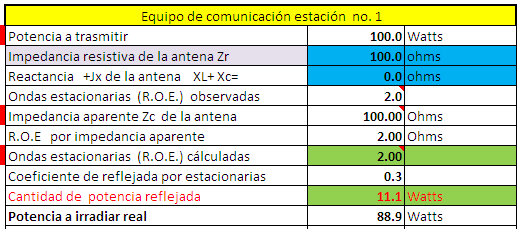 Equipo de comunicación estación no. 1
Potencia a trasmitir 100.0 Watts
Impedancia resistiva de la antena Zr 100.0 ohms
Reactancia +Jx de la antena XL+ Xc= 0.0 ohms
Ondas estacionarias (R.O.E.) observadas 2.0
Impedancia aparente Zc de la antena 100.00 Ohms
R.O.E por impedancia aparente 2.00 Ohms
Ondas estacionarias (R.O.E.) cálculadas 2.00
Coeficiente de reflejada por estacionarias 0.3
Cantidad de potencia reflejada 11.1 Watts
Potencia a irradiar real 88.9 Watts